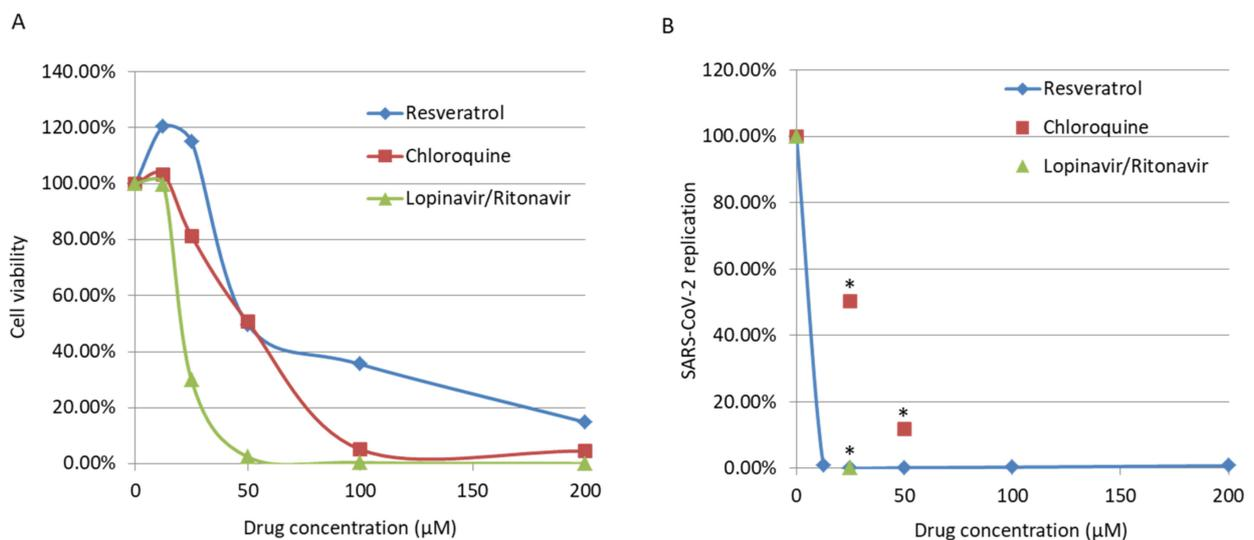 A
140.00%
120.00%
100.00%
80.00%
60.00%
40.00%
20.00%
0.00%
0
50
100
150
200
Cell viability
Drug concentration (µM)
Resveratrol
Chloroquine
Lopinavir/Ritonavir
B
120.00%
100.00%
80.00%
60.00%
40.00%
20.00%
0.00%
0
50
100
150
200
SARS-CoV-2 replication
Drug concentration (µM)
Resveratrol
Chloroquine
Lopinavir/Ritonavir
*
*
*